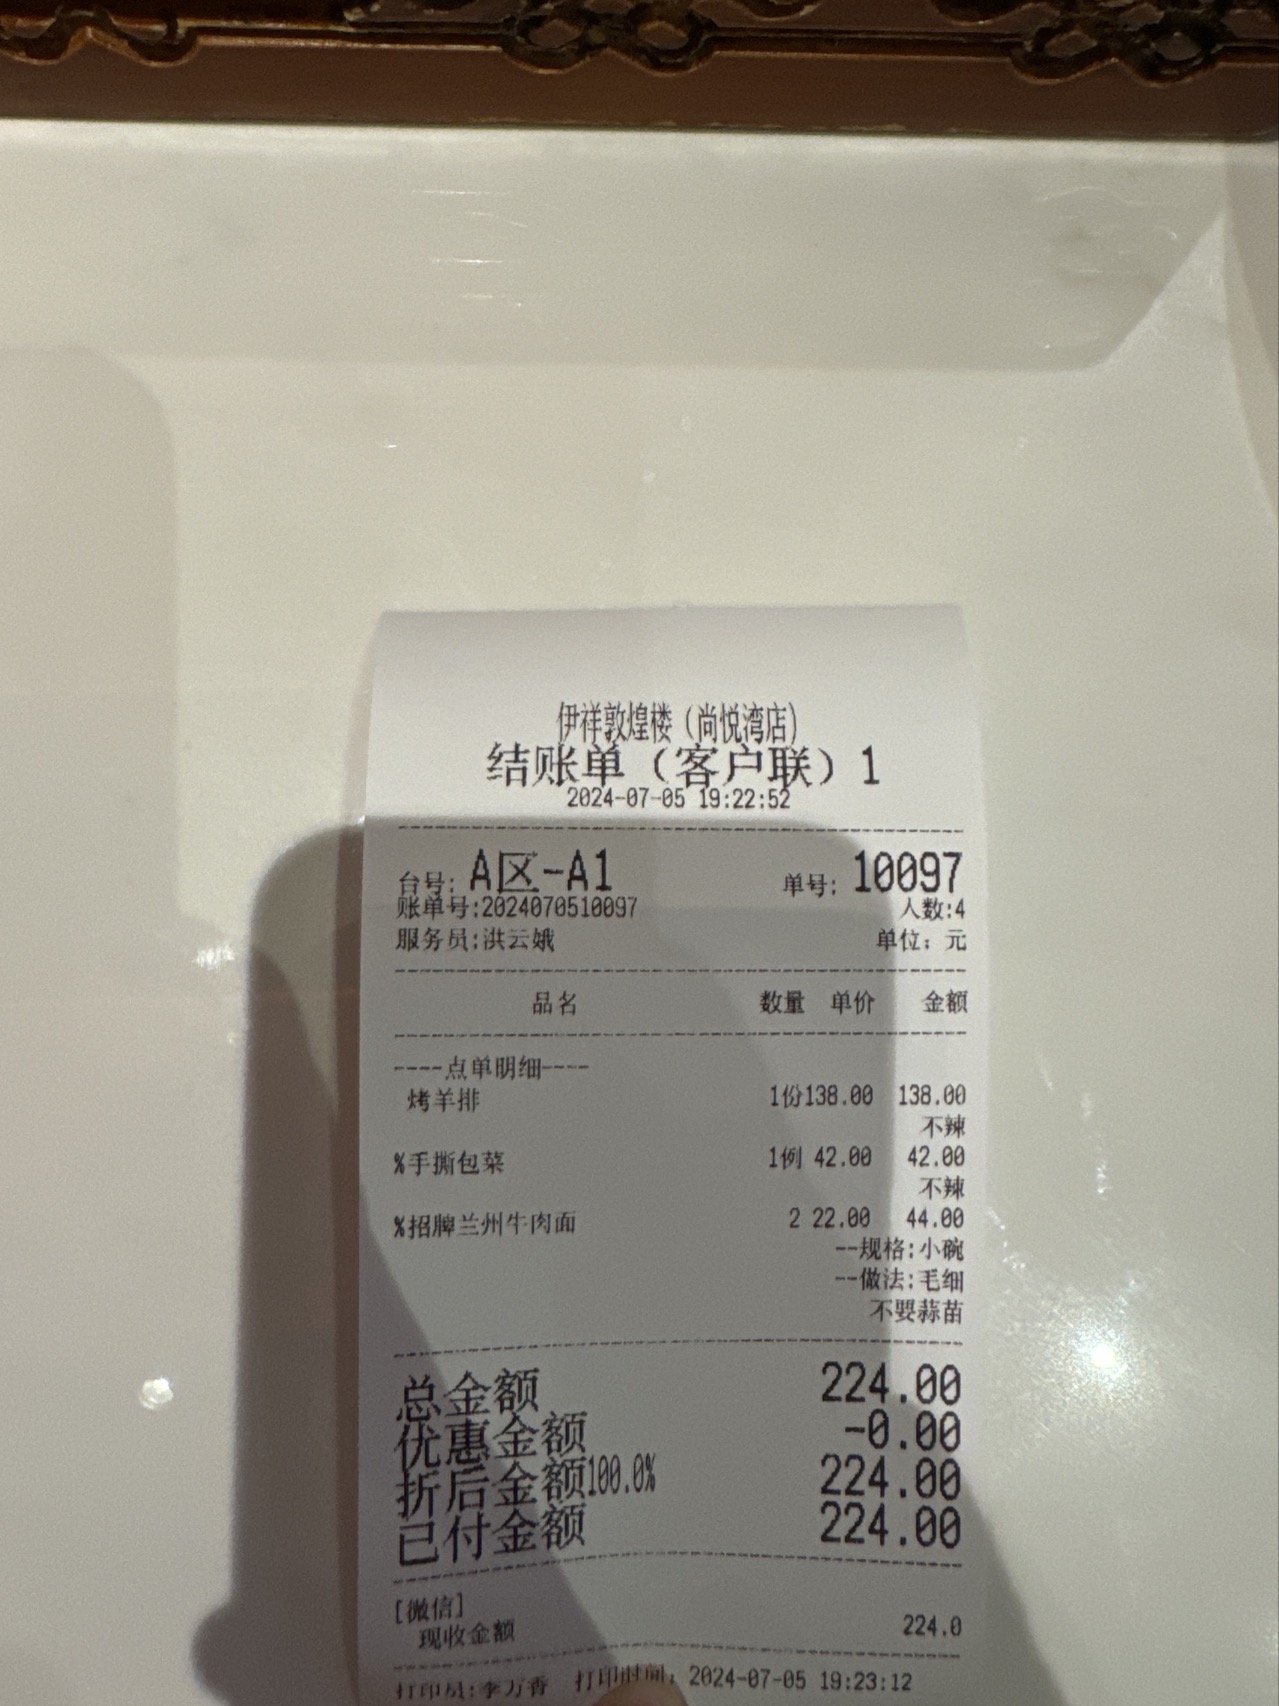 伊祥敦煌楼(尚悦湾店)
结账单(客户联)1
2024-07-05 19:22:52
台号: A区-A1 单号: 10097
账单号:2024070510097 人数:4
服务员:洪云娥 单位: 元
品名 数量 单价 金额
----点单明细----
烤羊排 1份138.00 138.00
不辣
%手撕包菜 1例 42.00 42.00
不辣
%招牌兰州牛肉面 2 22.00 44.00
--规格:小碗
--做法:毛细
不要蒜苗
总金额 224.00
优惠金额 -0.00
折后金额100.0% 224.00
已付金额 224.00
[微信]
现收金额 224.0
打印员:李万香 打印时间: 2024-07-05 19:23:12